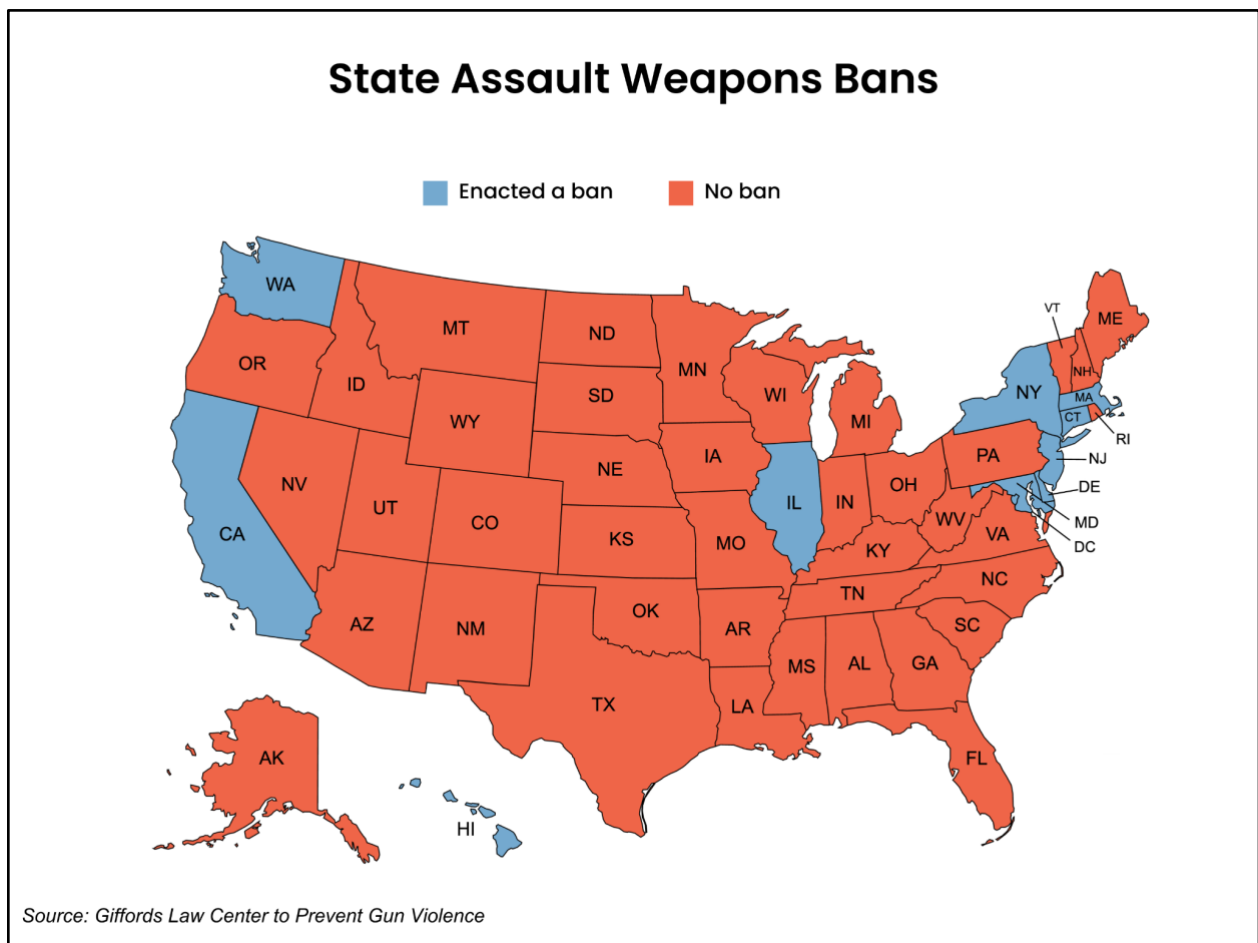 State Assault Weapons Bans
Enacted a ban
No ban
WA
MT
ND
MN
VT
ME
OR
ID
SD
WI
MI
NY
NH
MA
CT
RI
WY
IA
PA
NJ
NV
NE
IL
IN
OH
DE
UT
CO
KS
MO
WV
VA
MD
CA
KY
DC
AZ
NM
OK
AR
TN
NC
SC
TX
LA
MS
AL
GA
AK
FL
HI
Source: Giffords Law Center to Prevent Gun Violence